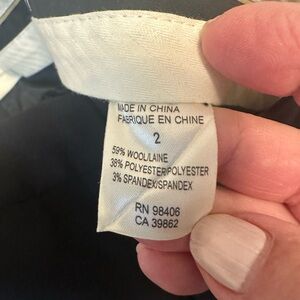 MADE IN CHINA
FABRIQUE EN CHINE
2
59% WOOL/LAINE
38% POLYESTER/POLYESTER
3% SPANDEX/SPANDEX
RN 98406
CA 39862